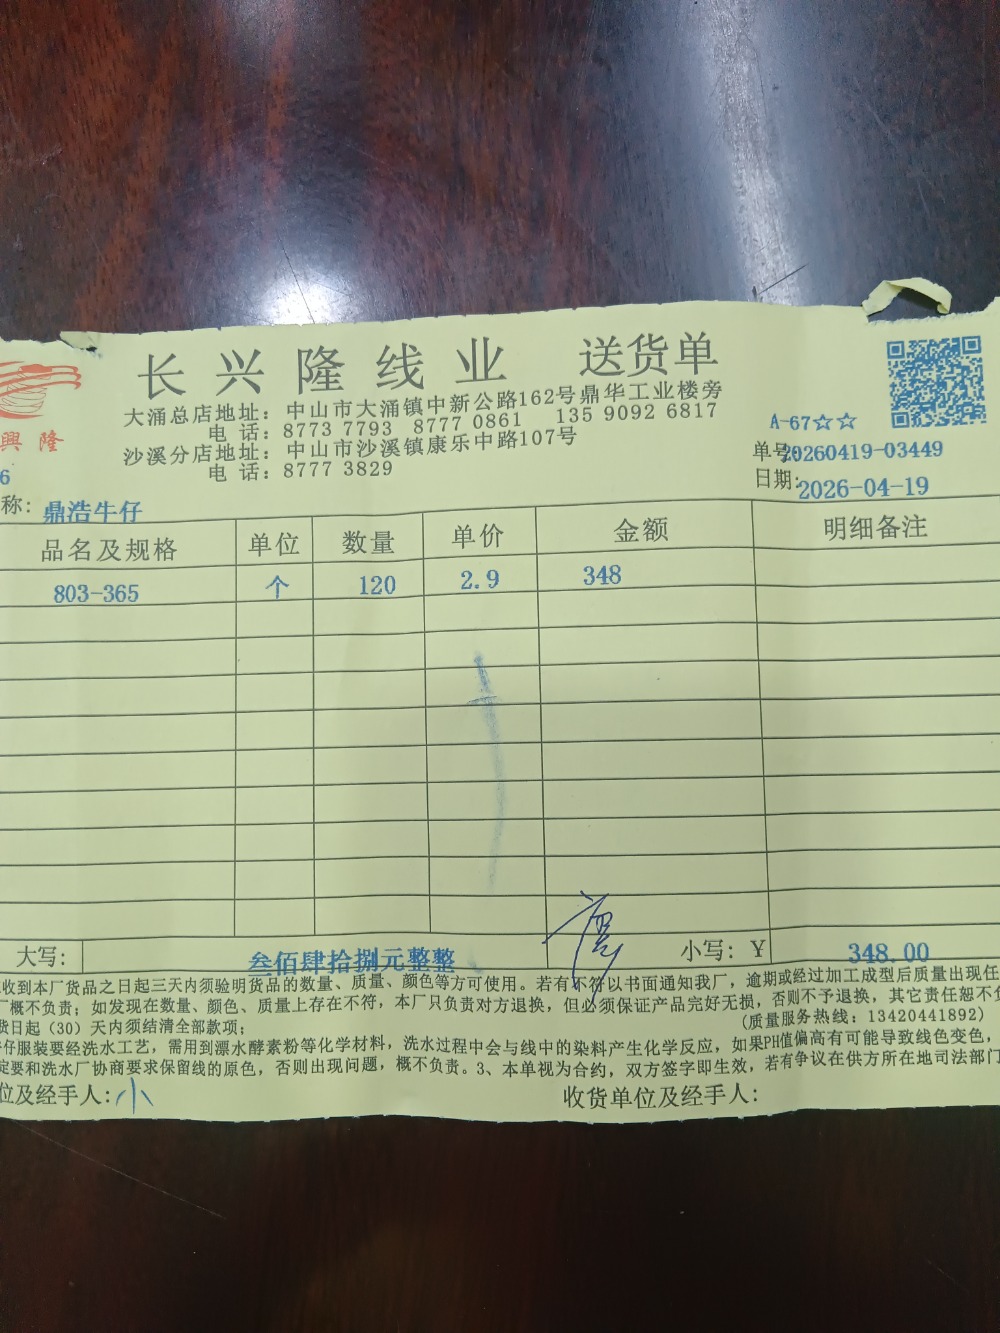 长兴隆线业 送货单
興隆
大涌总店地址：中山市大涌镇中新公路162号鼎华工业楼旁
电 话：8773 7793 8777 0861 135 9092 6817
沙溪分店地址：中山市沙溪镇康乐中路107号
电 话：8777 3829
A-67☆☆
单号:20260419-03449
日期:2026-04-19
6
称：鼎浩牛仔
品名及规格 单位 数量 单价 金额 明细备注
803-365 个 120 2.9 348
大写： 叁佰肆拾捌元整整 小写：￥ 348.00
收到本厂货品之日起三天内须验明货品的数量、质量、颜色等方可使用。若有不符以书面通知我厂，逾期或经过加工成型后质量出现任
厂概不负责；如发现在数量、颜色、质量上存在不符，本厂只负责对方退换，但必须保证产品完好无损，否则不予退换，其它责任恕不负
货日起（30）天内须结清全部款项；
(质量服务热线：13420441892)
仔服装要经洗水工艺，需用到漂水酵素粉等化学材料，洗水过程中会与线中的染料产生化学反应，如果PH值偏高有可能导致线色变色，
定要和洗水厂协商要求保留线的原色，否则出现问题，概不负责。3、本单视为合约，双方签字即生效，若有争议在供方所在地司法部门
位及经手人：小 收货单位及经手人：